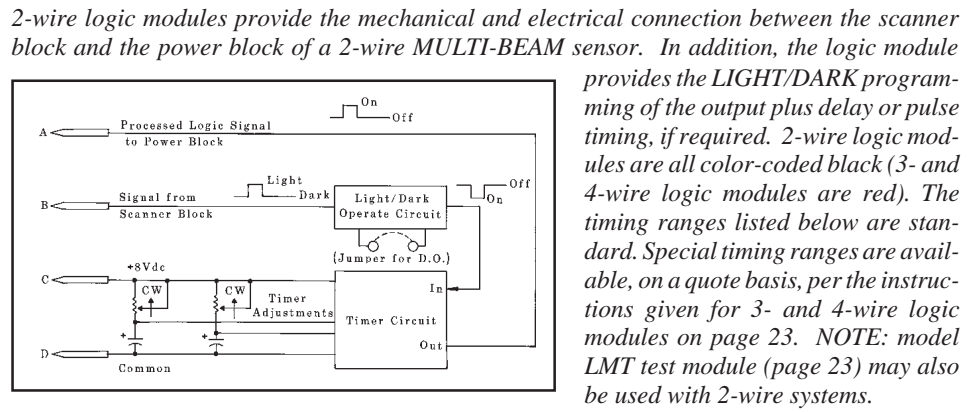 2-wire logic modules provide the mechanical and electrical connection between the scanner
block and the power block of a 2-wire MULTI-BEAM sensor. In addition, the logic module
provides the LIGHT/DARK program-
ming of the output plus delay or pulse
timing, if required. 2-wire logic mod-
ules are all color-coded black (3- and
4-wire logic modules are red). The
timing ranges listed below are stan-
dard. Special timing ranges are avail-
able, on a quote basis, per the instruc-
tions given for 3- and 4-wire logic
modules on page 23. NOTE: model
LMT test module (page 23) may also
be used with 2-wire systems.
On
Off
A
Processed Logic Signal
to Power Block
Light
Dark
Off
On
B
Signal from
Scanner Block
Light/Dark
Operate Circuit
(Jumper for D.O.)
+8Vdc
C
CW
CW
In
Timer
Adjustments
Timer Circuit
+
+
Out
D
Common